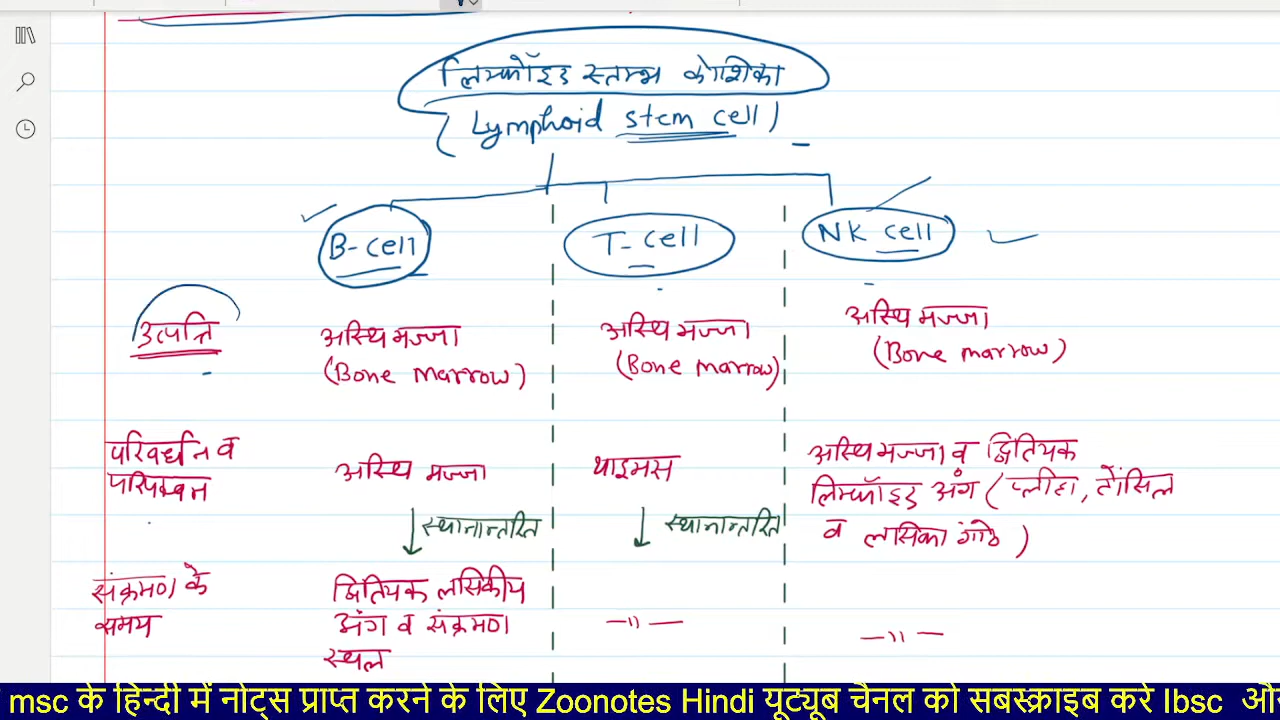 लिम्फॉइड स्तम्भ कोशिका
(Lymphoid stem cell)
B-cell T-cell NK cell
उत्पत्ति अस्थि मज्जा अस्थि मज्जा अस्थि मज्जा
(Bone marrow) (Bone marrow) (Bone marrow)
परिवर्धन व अस्थि मज्जा थाइमस अस्थि मज्जा व द्वितियक
परिपक्वन लिम्फॉइड अंग (प्लीहा, टॉंसिल
स्थानान्तरित स्थानान्तरित व लसिका गांठे)
संक्रमण के द्वितियक लसिकीय
समय अंग व संक्रमण —॥— —॥—
स्थल
msc के हिन्दी में नोट्स प्राप्त करने के लिए Zoonotes Hindi यूट्यूब चैनल को सबस्क्राइब करे lbsc औ